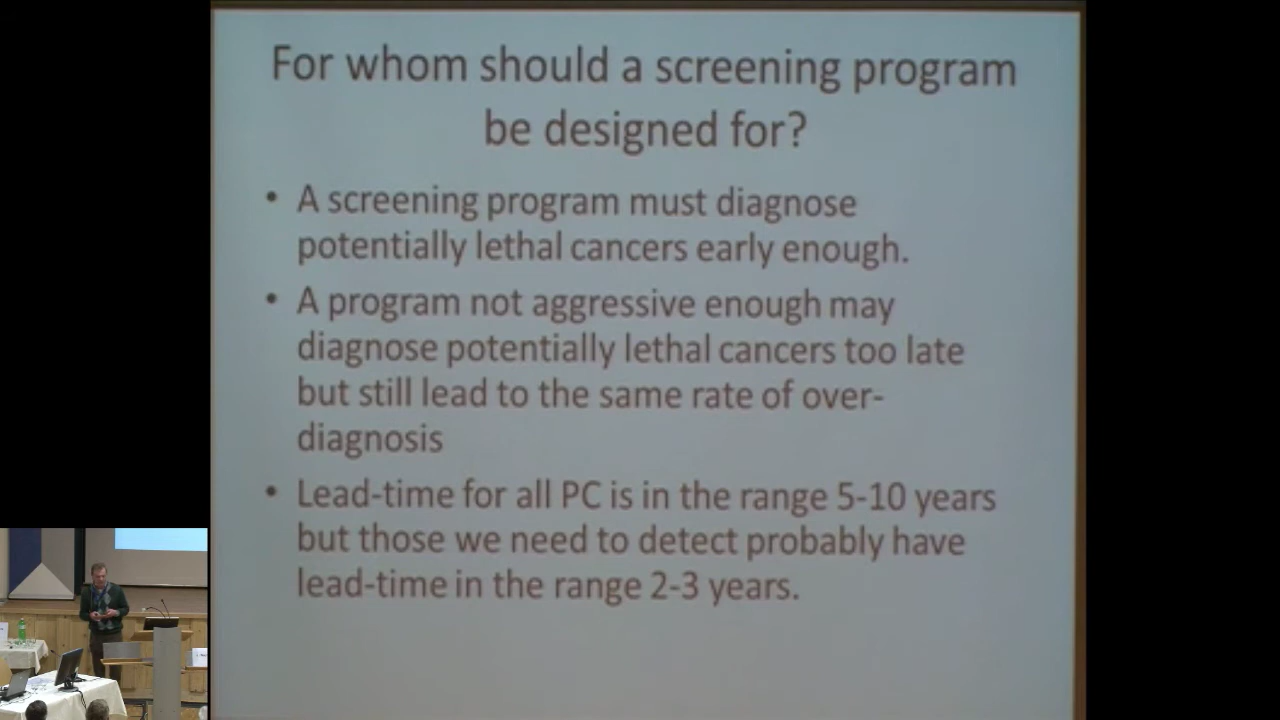 For whom should a screening program
be designed for?
• A screening program must diagnose
potentially lethal cancers early enough.
• A program not aggressive enough may
diagnose potentially lethal cancers too late
but still lead to the same rate of over-
diagnosis
• Lead-time for all PC is in the range 5-10 years
but those we need to detect probably have
lead-time in the range 2-3 years.